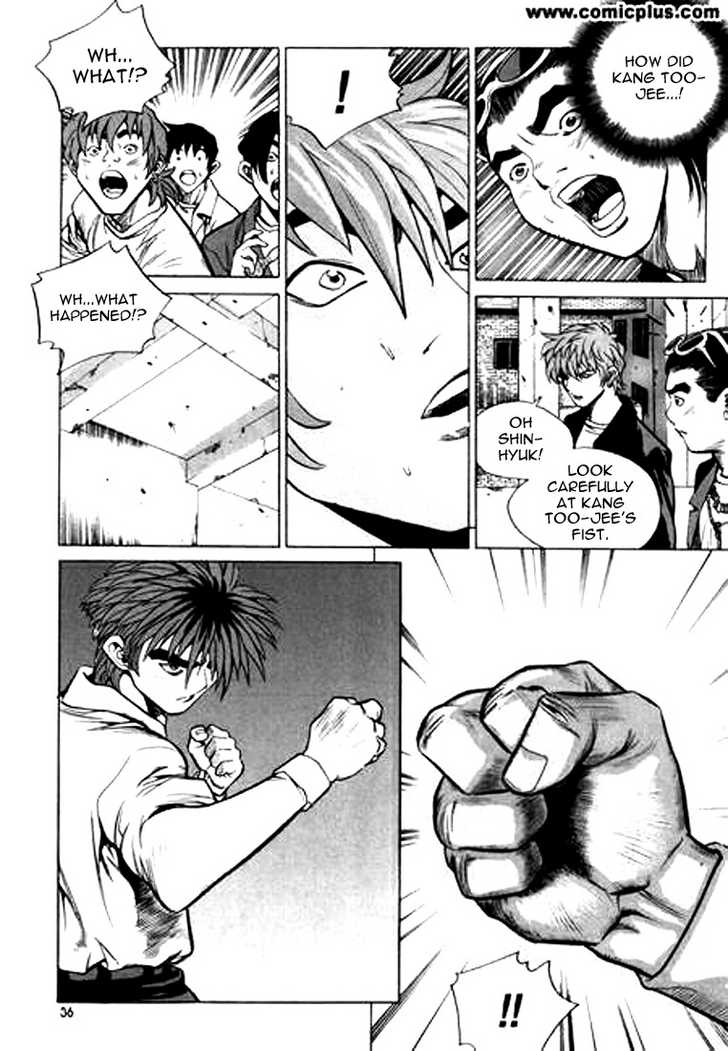 www.comicplus.com
WH...
WHAT!?
!
HOW DID
KANG TOO-
JEE...!
WH...WHAT
HAPPENED!?
OH
SHIN-
HYUK!
LOOK
CAREFULLY
AT KANG
TOO-JEE'S
FIST.
!!
36